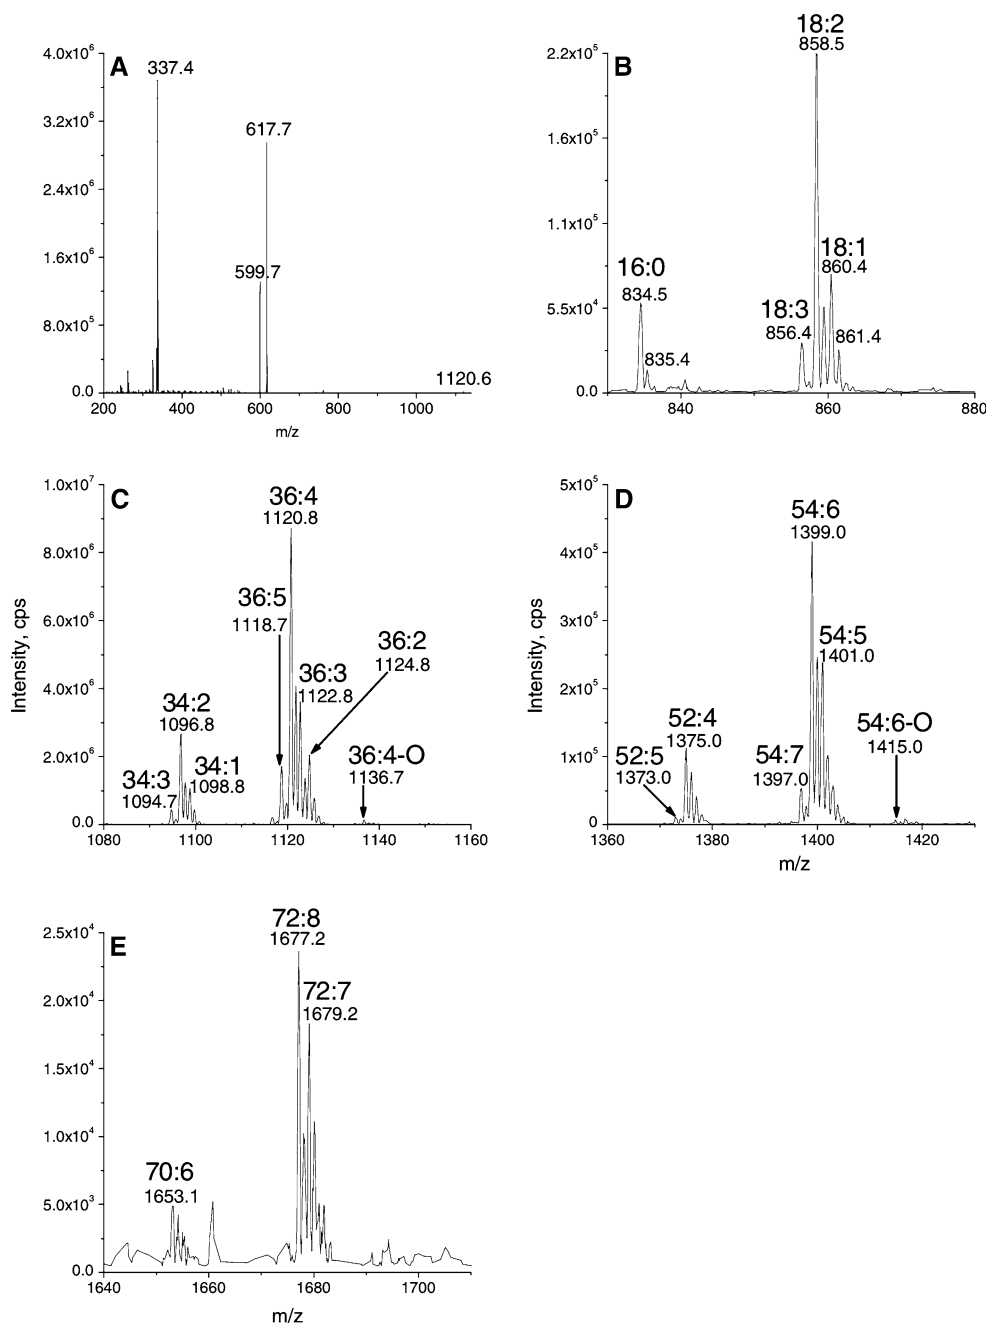 A
4.0x10⁶
3.2x10⁶
2.4x10⁶
1.6x10⁶
8.0x10⁵
0.0
337.4
617.7
599.7
1120.6
200 400 600 800 1000
m/z
B
18:2
858.5
2.2x10⁵
1.6x10⁵
1.1x10⁵
5.5x10⁴
0.0
18:1
860.4
16:0
834.5
18:3
856.4
861.4
835.4
840 860 880
C
Intensity, cps
1.0x10⁷
8.0x10⁶
6.0x10⁶
4.0x10⁶
2.0x10⁶
0.0
36:4
1120.8
36:5
1118.7
36:2
1124.8
36:3
1122.8
34:2
1096.8
34:1
1098.8
34:3
1094.7
36:4-O
1136.7
1080 1100 1120 1140 1160
D
Intensity, cps
5x10⁵
4x10⁵
3x10⁵
2x10⁵
1x10⁵
0
54:6
1399.0
54:5
1401.0
52:4
1375.0
54:6-O
1415.0
52:5
1373.0
54:7
1397.0
1360 1380 1400 1420
m/z
E
2.5x10⁴
2.0x10⁴
1.5x10⁴
1.0x10⁴
5.0x10³
0.0
72:8
1677.2
72:7
1679.2
70:6
1653.1
1640 1660 1680 1700
m/z